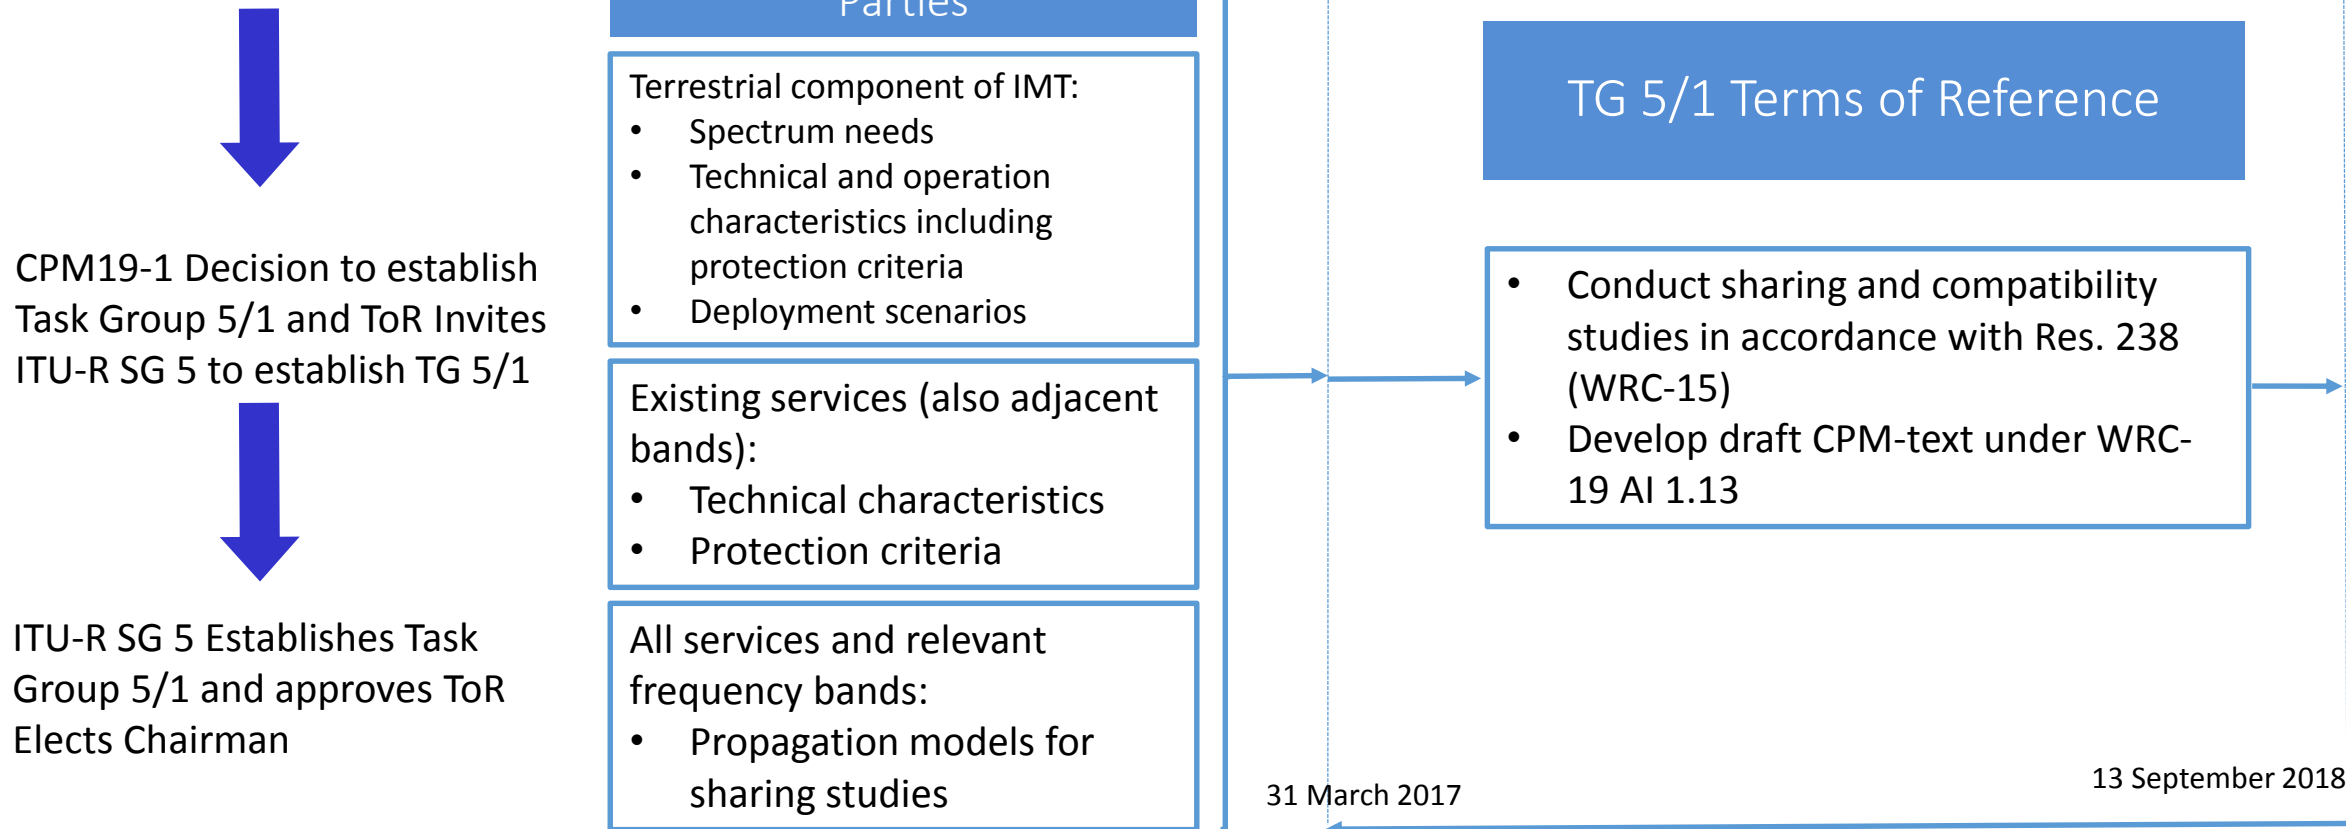 CPM19-1 Decision to establish
Task Group 5/1 and ToR Invites
ITU-R SG 5 to establish TG 5/1
ITU-R SG 5 Establishes Task
Group 5/1 and approves ToR
Elects Chairman
Parties
Terrestrial component of IMT:
• Spectrum needs
• Technical and operation
characteristics including
protection criteria
• Deployment scenarios
Existing services (also adjacent
bands):
• Technical characteristics
• Protection criteria
All services and relevant
frequency bands:
• Propagation models for
sharing studies
31 March 2017
TG 5/1 Terms of Reference
• Conduct sharing and compatibility
studies in accordance with Res. 238
(WRC-15)
• Develop draft CPM-text under WRC-
19 AI 1.13
13 September 2018